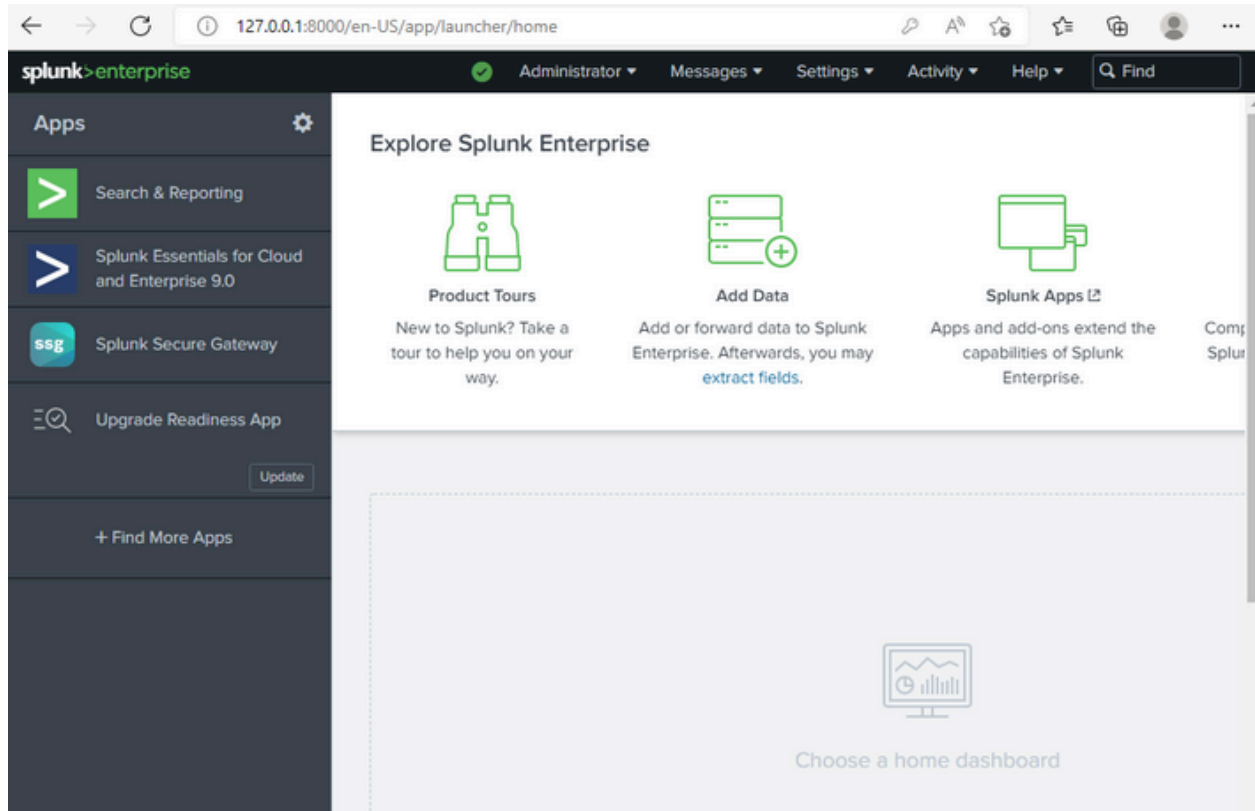 127.0.0.1:8000/en-US/app/launcher/home
splunk>enterprise
Administrator
Messages
Settings
Activity
Help
Find
Apps
Search & Reporting
Splunk Essentials for Cloud
and Enterprise 9.0
ssg
Splunk Secure Gateway
Upgrade Readiness App
Update
+ Find More Apps
Explore Splunk Enterprise
Product Tours
New to Splunk? Take a
tour to help you on your
way.
Add Data
Add or forward data to Splunk
Enterprise. Afterwards, you may
extract fields.
Splunk Apps
Apps and add-ons extend the
capabilities of Splunk
Enterprise.
Choose a home dashboard